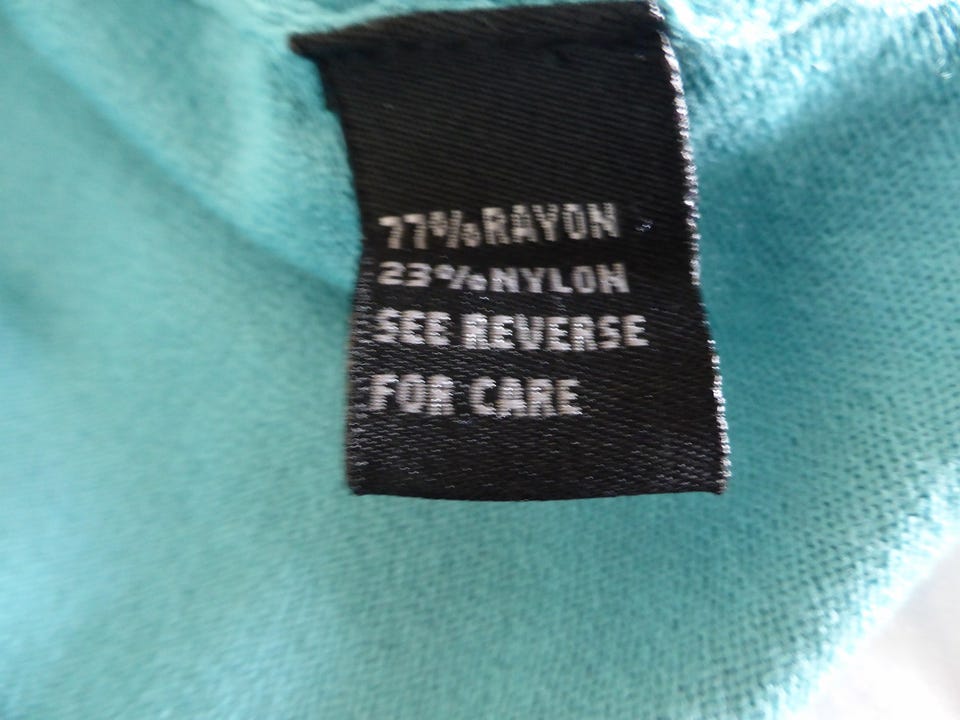 77%RAYON
23%NYLON
SEE REVERSE
FOR CARE